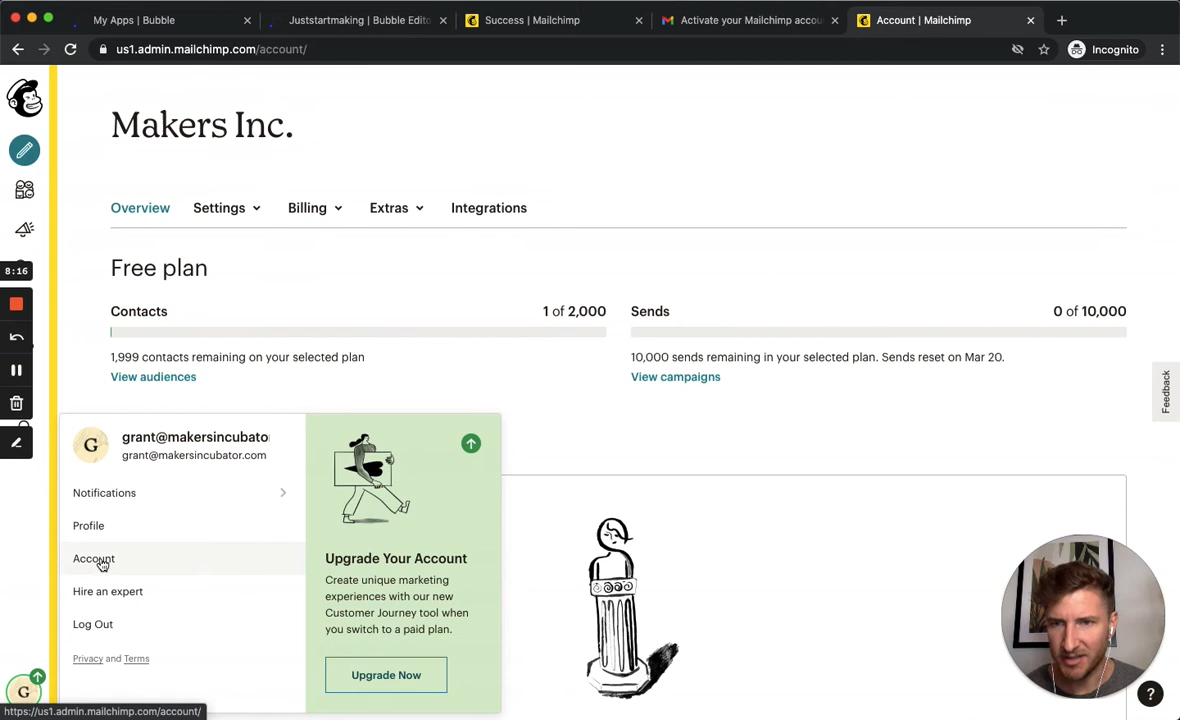 My Apps | Bubble
Juststartmaking | Bubble Edito
Success | Mailchimp
Activate your Mailchimp accou
Account | Mailchimp
us1.admin.mailchimp.com/account/
Incognito
Makers Inc.
Overview
Settings
Billing
Extras
Integrations
Free plan
Contacts
1 of 2,000
1,999 contacts remaining on your selected plan
View audiences
Sends
0 of 10,000
10,000 sends remaining in your selected plan. Sends reset on Mar 20.
View campaigns
8:16
Feedback
G
grant@makersincubato
grant@makersincubator.com
Notifications
Profile
Account
Hire an expert
Log Out
Privacy and Terms
Upgrade Your Account
Create unique marketing
experiences with our new
Customer Journey tool when
you switch to a paid plan.
Upgrade Now
G
https://us1.admin.mailchimp.com/account/
?